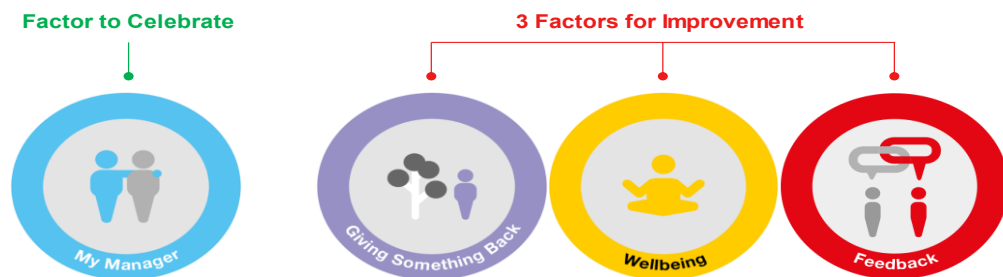 Factor to Celebrate
3 Factors for Improvement
My Manager
Giving Something Back
Wellbeing
Feedback